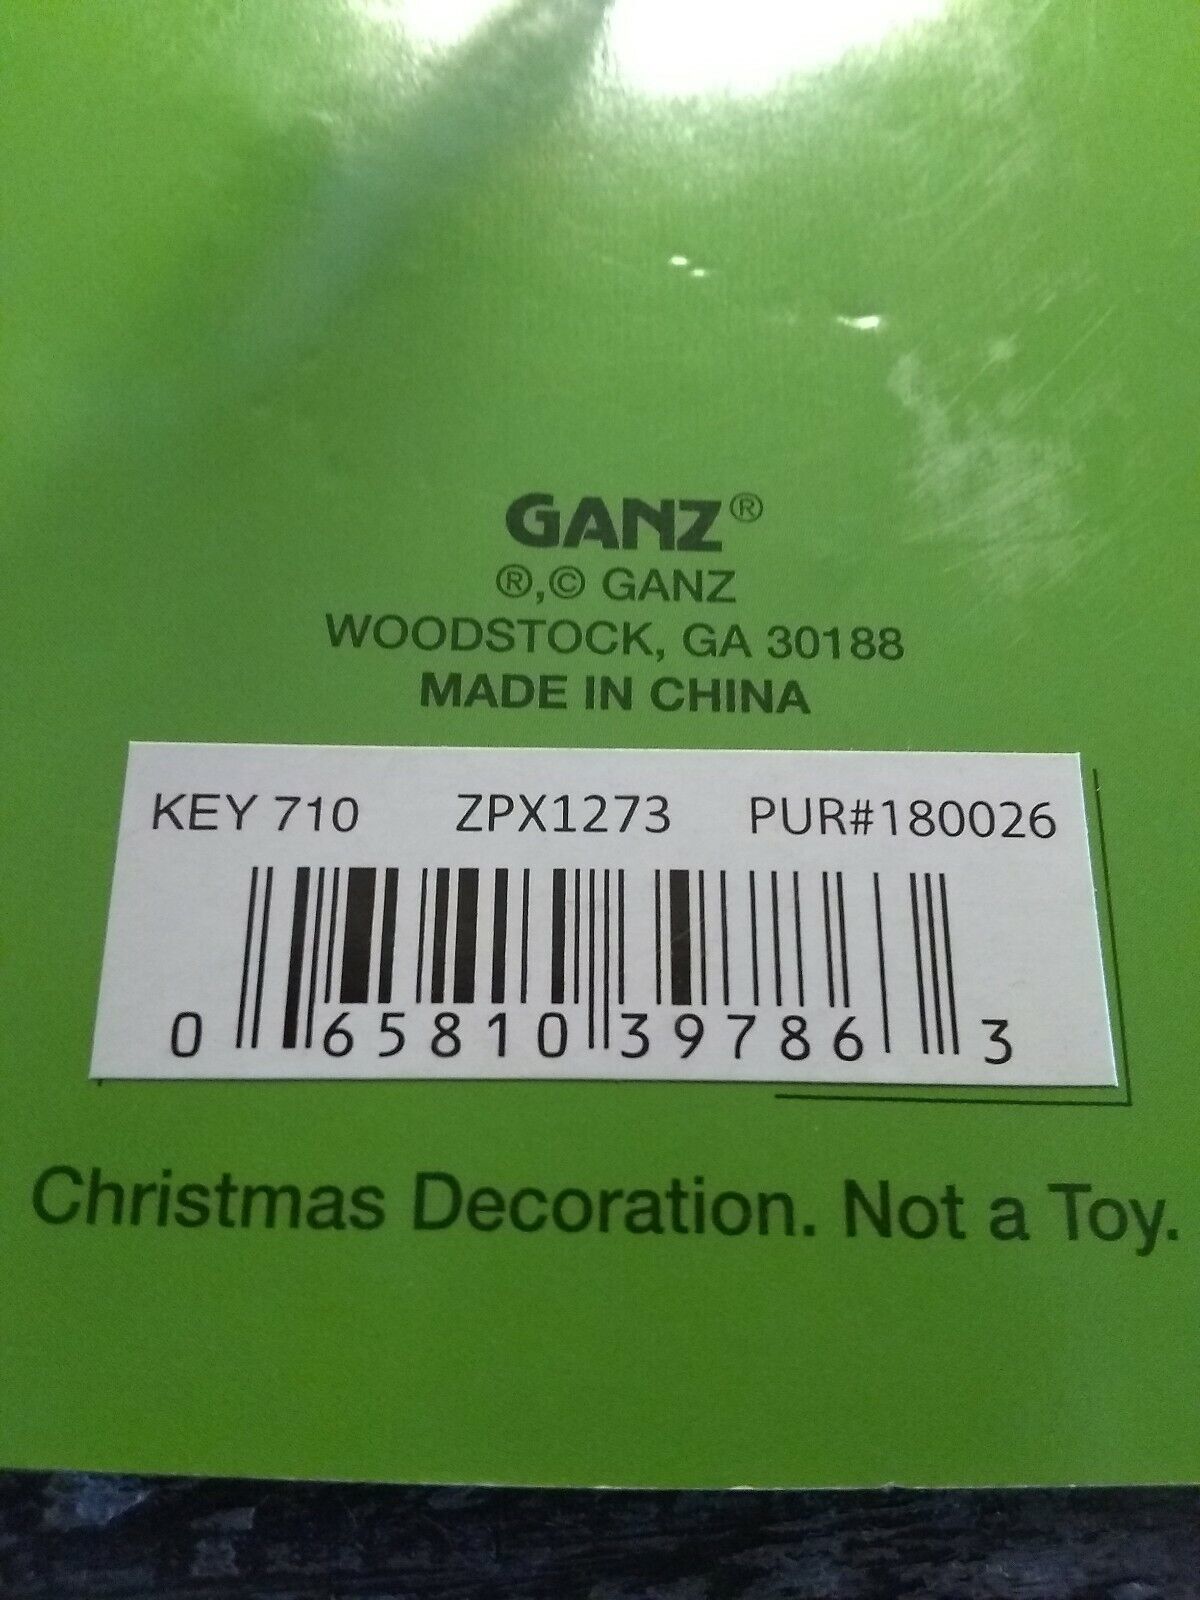 GANZ®
®,© GANZ
WOODSTOCK, GA 30188
MADE IN CHINA
KEY 710 ZPX1273 PUR#180026
0 65810 39786 3
Christmas Decoration. Not a Toy.